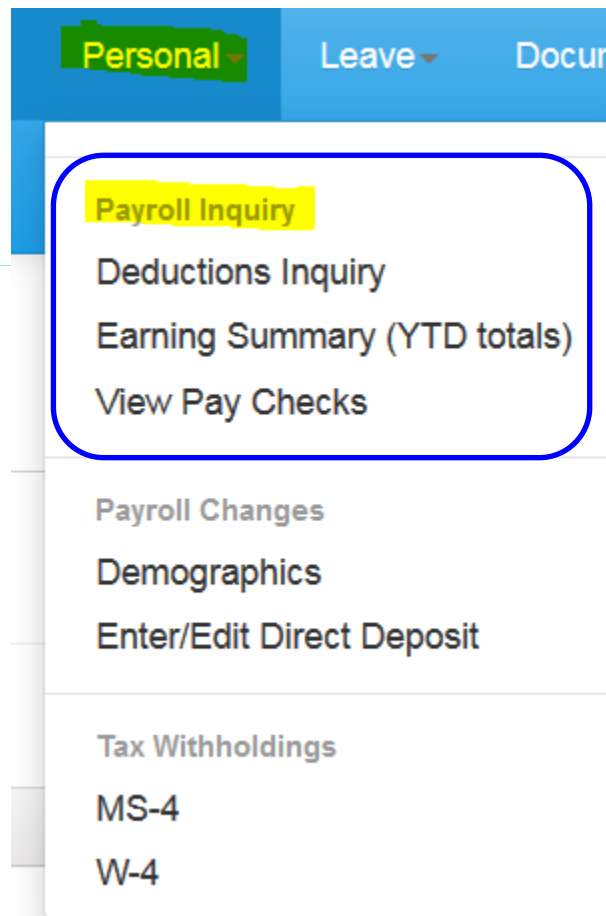 Personal Leave Docur
Payroll Inquiry
Deductions Inquiry
Earning Summary (YTD totals)
View Pay Checks
Payroll Changes
Demographics
Enter/Edit Direct Deposit
Tax Withholdings
MS-4
W-4